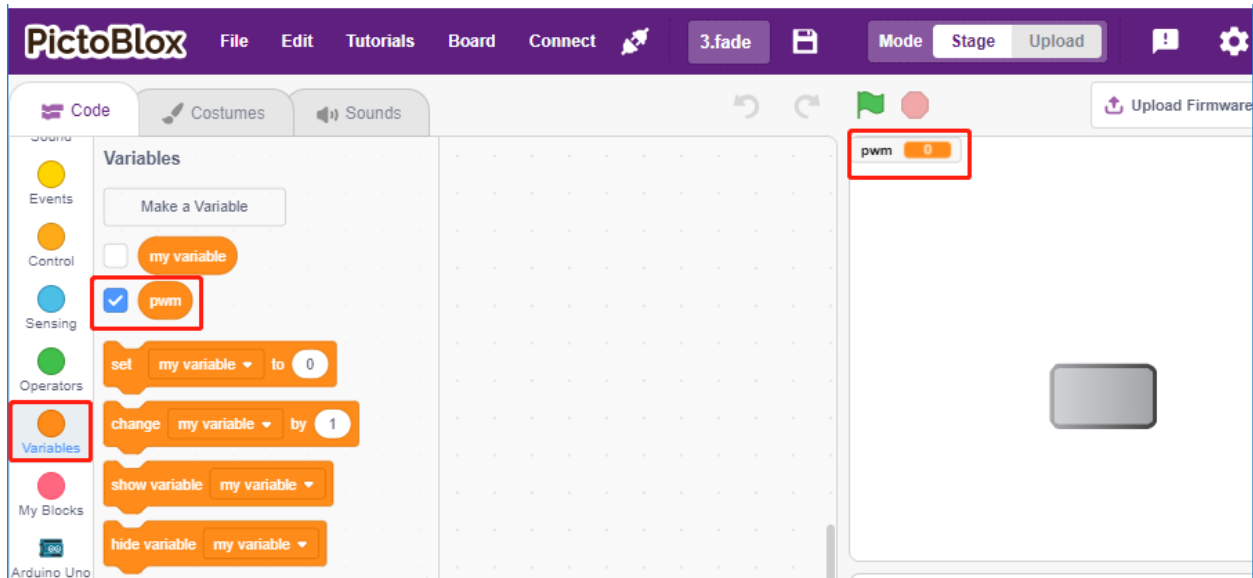 PictoBlox File Edit Tutorials Board Connect 3.fade Mode Stage Upload
Code Costumes Sounds Upload Firmware
Sound
Events
Control
Sensing
Operators
Variables
My Blocks
Arduino Uno
Variables
Make a Variable
my variable
pwm
set my variable to 0
change my variable by 1
show variable my variable
hide variable my variable
pwm 0